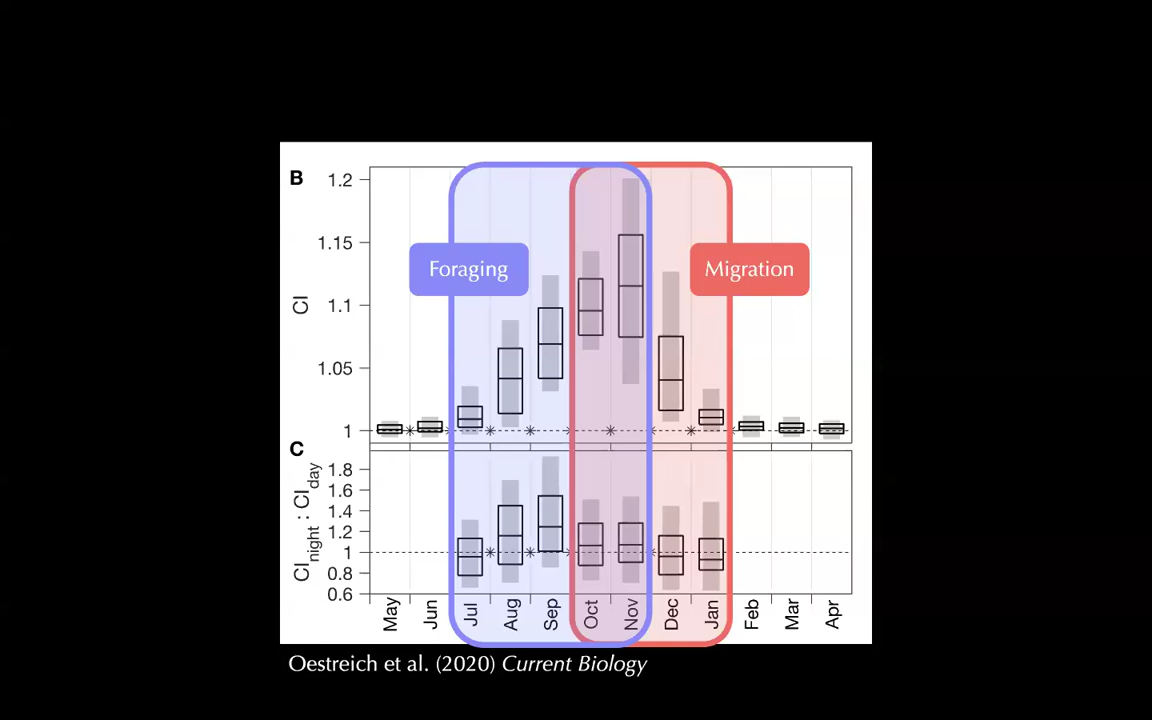 B
1.2
1.15
1.1
1.05
1
CI
Foraging
Migration
C
1.8
1.6
1.4
1.2
1
0.8
0.6
CInight : CIday
May Jun Jul Aug Sep Oct Nov Dec Jan Feb Mar Apr
Oestreich et al. (2020) Current Biology